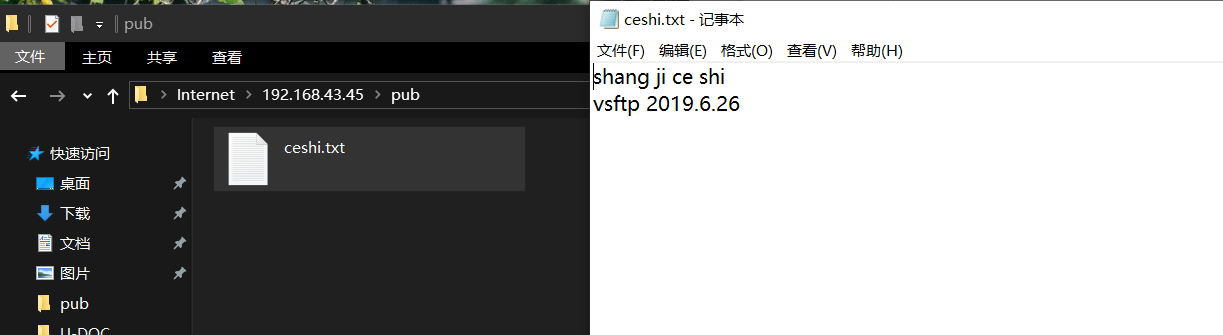 pub
文件 主页 共享 查看
Internet 192.168.43.45 pub
快速访问
桌面
下载
文档
图片
pub
ceshi.txt
ceshi.txt - 记事本
文件(F) 编辑(E) 格式(O) 查看(V) 帮助(H)
shang ji ce shi
vsftp 2019.6.26